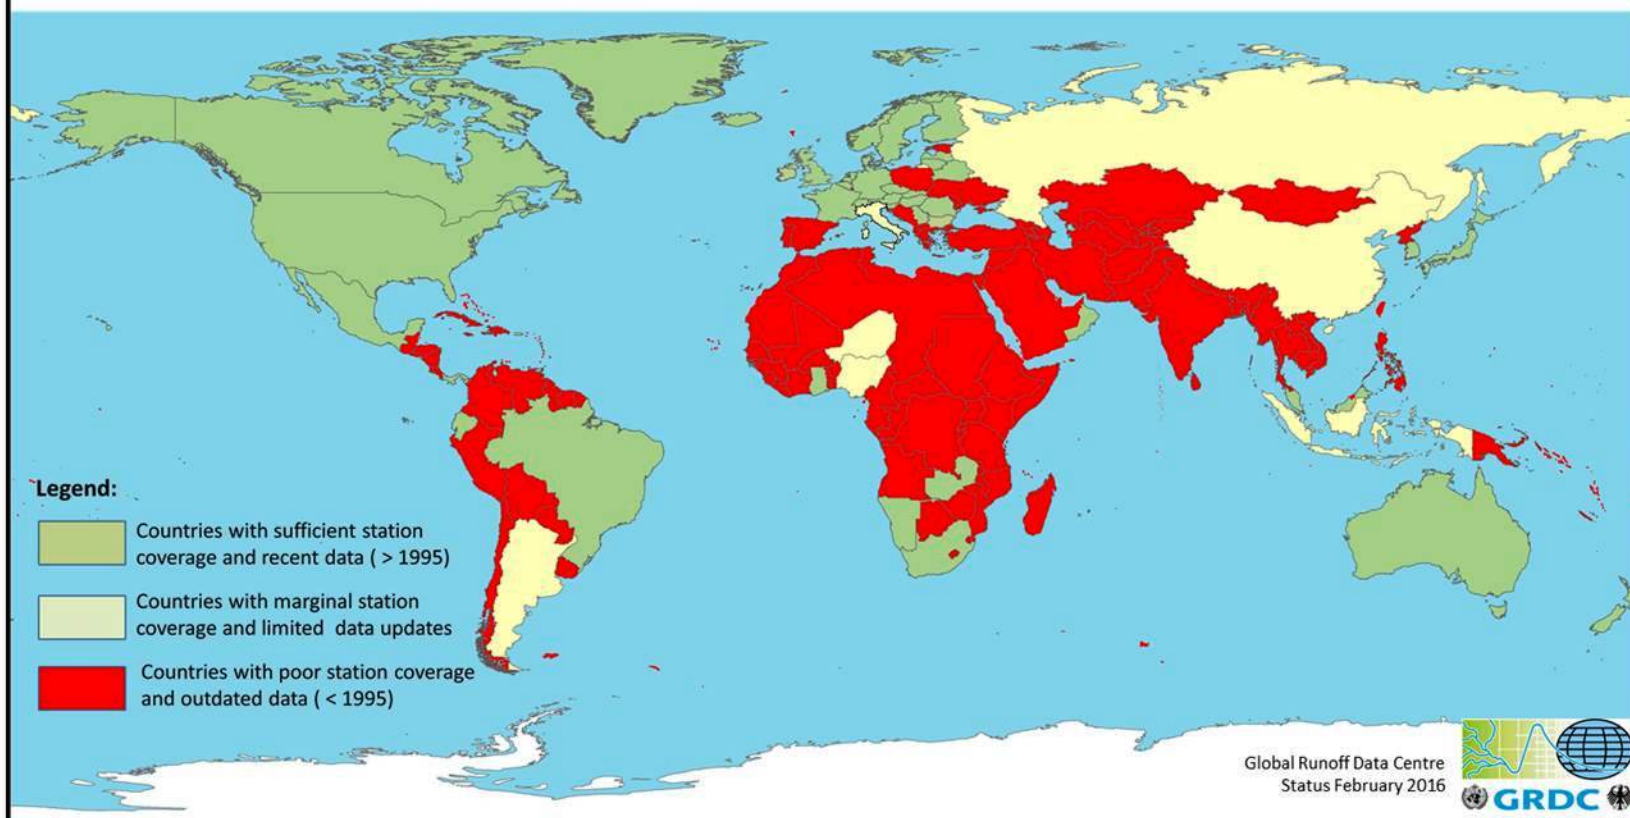 Legend:
Countries with sufficient station
coverage and recent data ( > 1995)
Countries with marginal station
coverage and limited  data updates
Countries with poor station coverage
and outdated data ( < 1995)
Global Runoff Data Centre
Status February 2016
GRDC